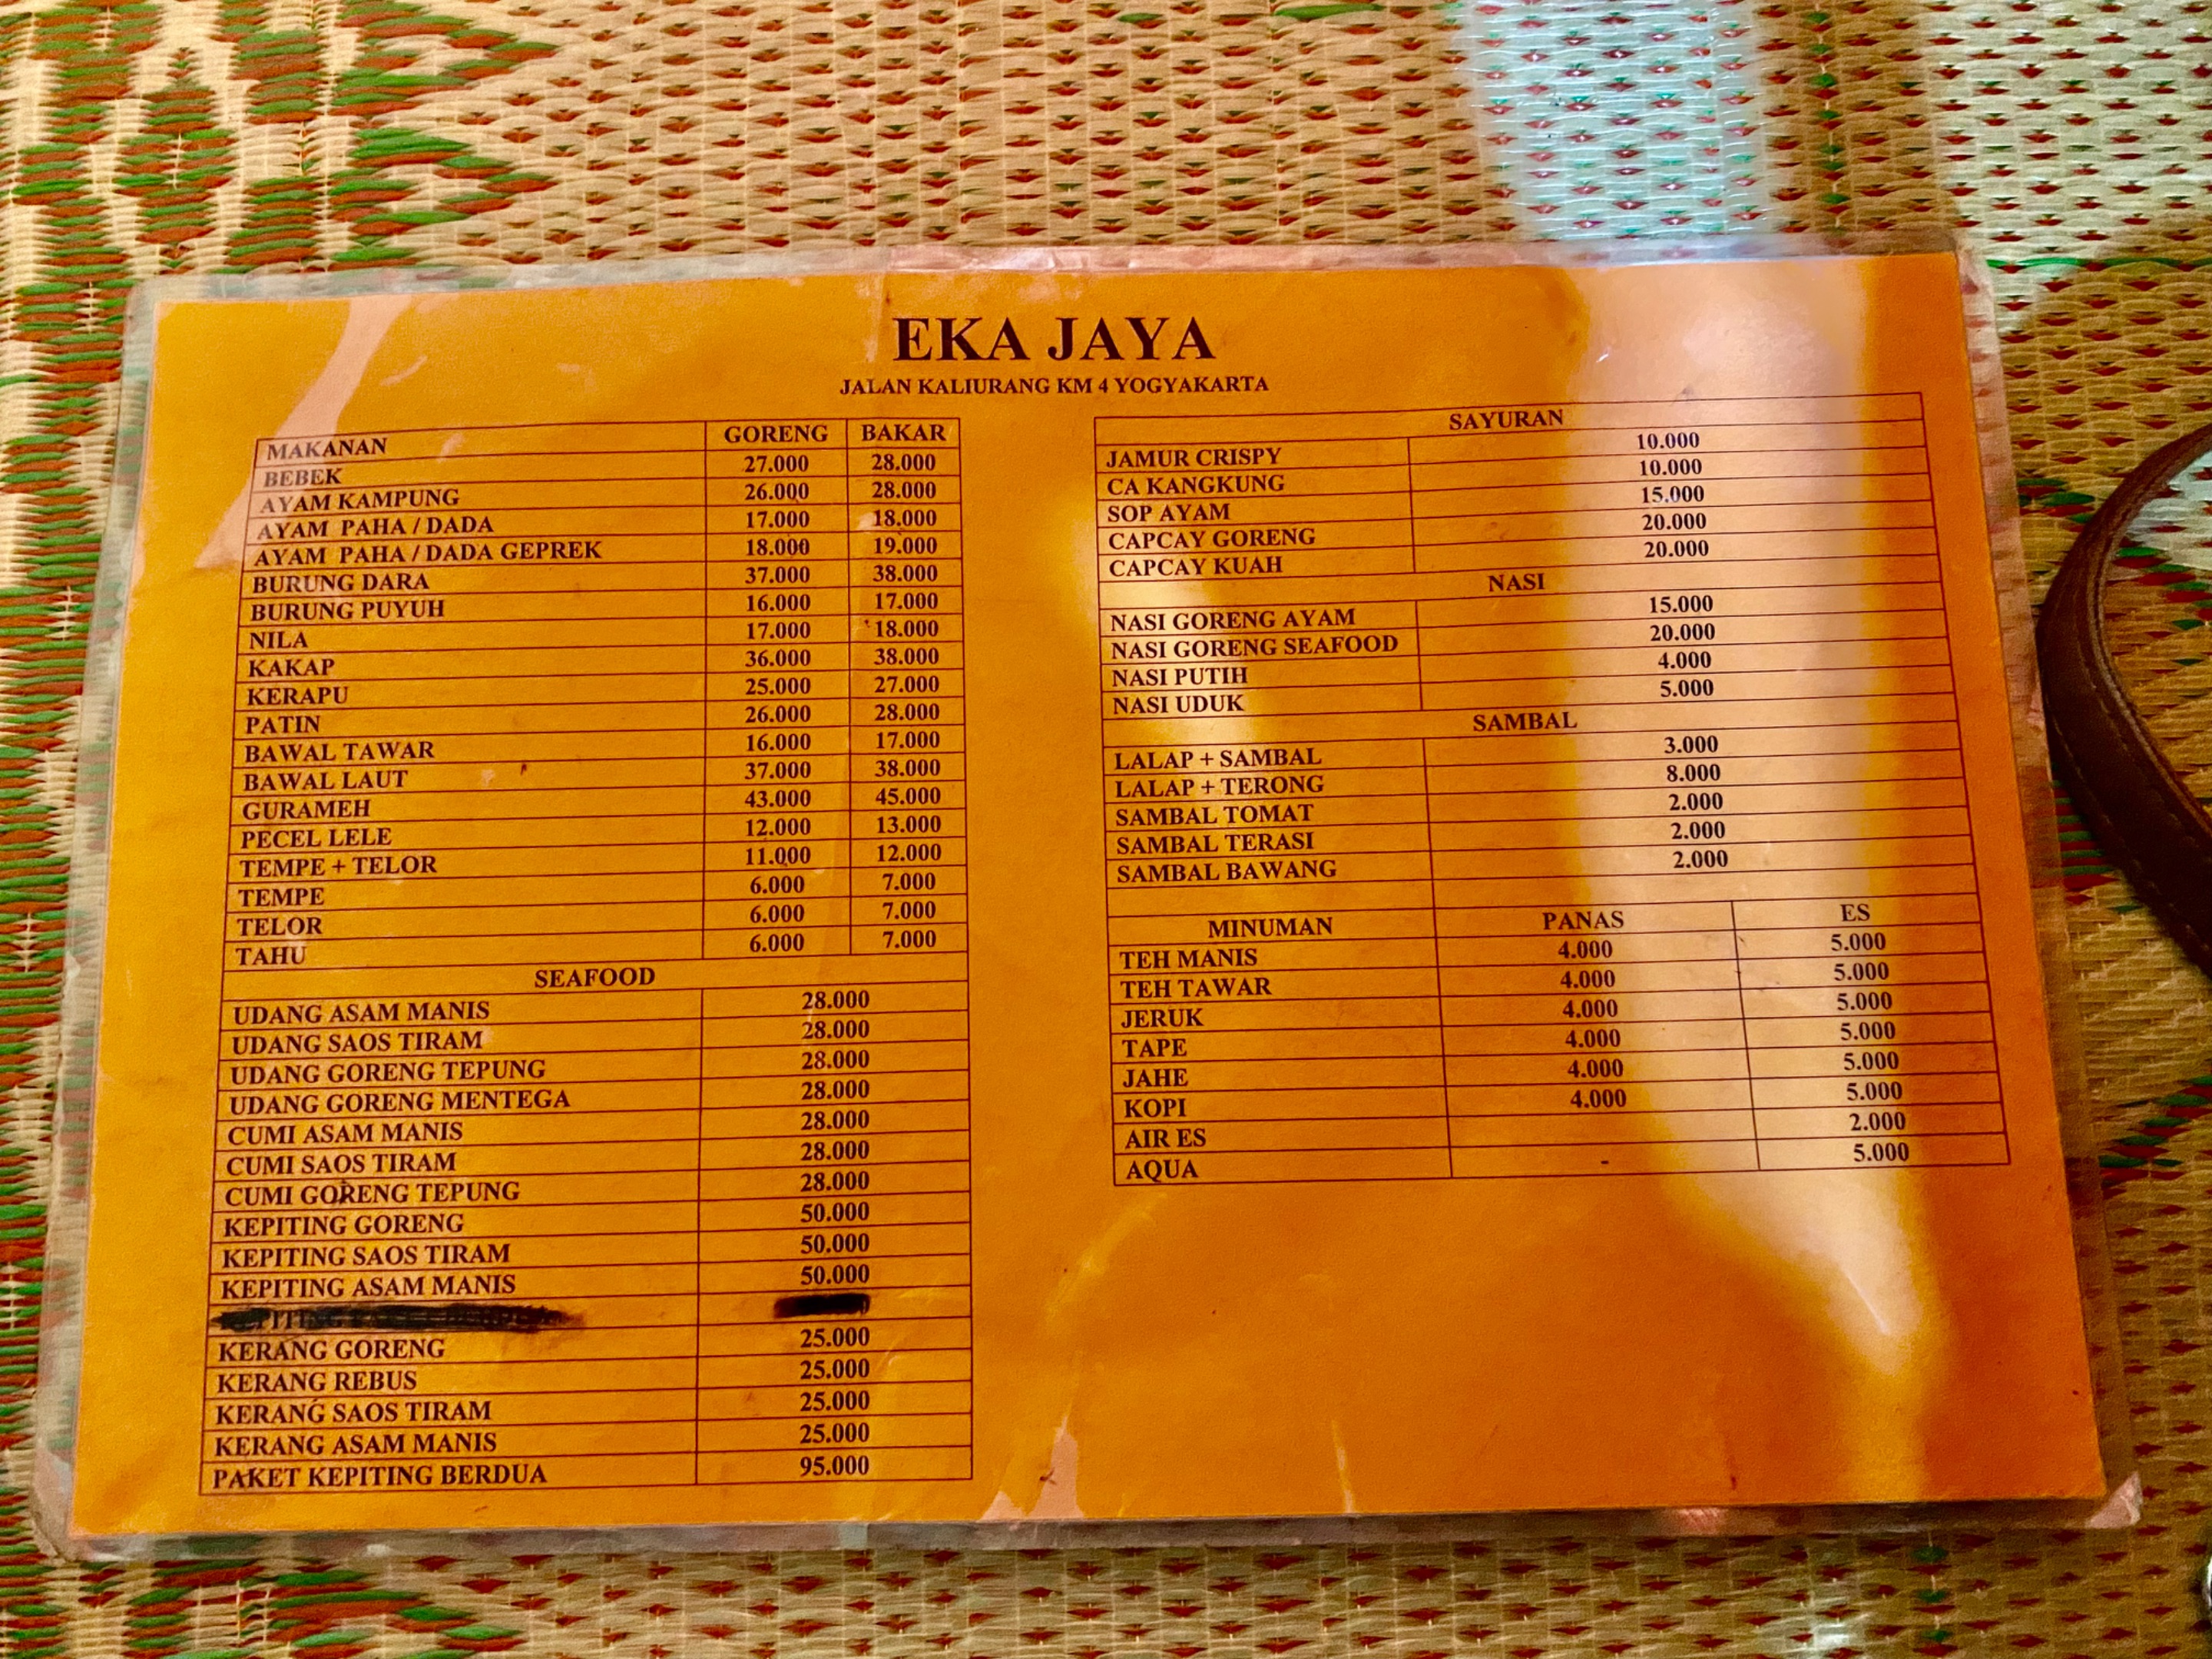 EKA JAYA
JALAN KALIURANG KM 4 YOGYAKARTA
MAKANAN GORENG BAKAR
BEBEK 27.000 28.000
AYAM KAMPUNG 26.000 28.000
AYAM PAHA / DADA 17.000 18.000
AYAM PAHA / DADA GEPREK 18.000 19.000
BURUNG DARA 37.000 38.000
BURUNG PUYUH 16.000 17.000
NILA 17.000 18.000
KAKAP 36.000 38.000
KERAPU 25.000 27.000
PATIN 26.000 28.000
BAWAL TAWAR 16.000 17.000
BAWAL LAUT 37.000 38.000
GURAMEH 43.000 45.000
PECEL LELE 12.000 13.000
TEMPE + TELOR 11.000 12.000
TEMPE 6.000 7.000
TELOR 6.000 7.000
TAHU 6.000 7.000
SEAFOOD
UDANG ASAM MANIS 28.000
UDANG SAOS TIRAM 28.000
UDANG GORENG TEPUNG 28.000
UDANG GORENG MENTEGA 28.000
CUMI ASAM MANIS 28.000
CUMI SAOS TIRAM 28.000
CUMI GORENG TEPUNG 28.000
KEPITING GORENG 50.000
KEPITING SAOS TIRAM 50.000
KEPITING ASAM MANIS 50.000
KERANG GORENG 25.000
KERANG REBUS 25.000
KERANG SAOS TIRAM 25.000
KERANG ASAM MANIS 25.000
PAKET KEPITING BERDUA 95.000
SAYURAN
JAMUR CRISPY 10.000
CA KANGKUNG 10.000
SOP AYAM 15.000
CAPCAY GORENG 20.000
CAPCAY KUAH 20.000
NASI
NASI GORENG AYAM 15.000
NASI GORENG SEAFOOD 20.000
NASI PUTIH 4.000
NASI UDUK 5.000
SAMBAL
LALAP + SAMBAL 3.000
LALAP + TERONG 8.000
SAMBAL TOMAT 2.000
SAMBAL TERASI 2.000
SAMBAL BAWANG 2.000
MINUMAN PANAS ES
TEH MANIS 4.000 5.000
TEH TAWAR 4.000 5.000
JERUK 4.000 5.000
TAPE 4.000 5.000
JAHE 4.000 5.000
KOPI 4.000 5.000
AIR ES 2.000
AQUA - 5.000